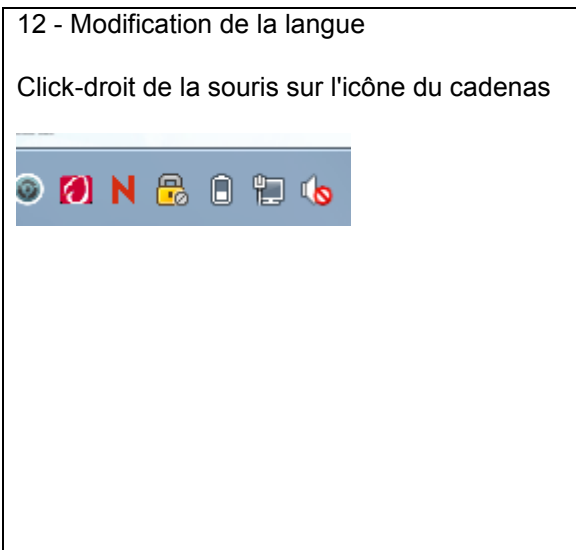 12 - Modification de la langue
Click-droit de la souris sur l'icône du cadenas
N